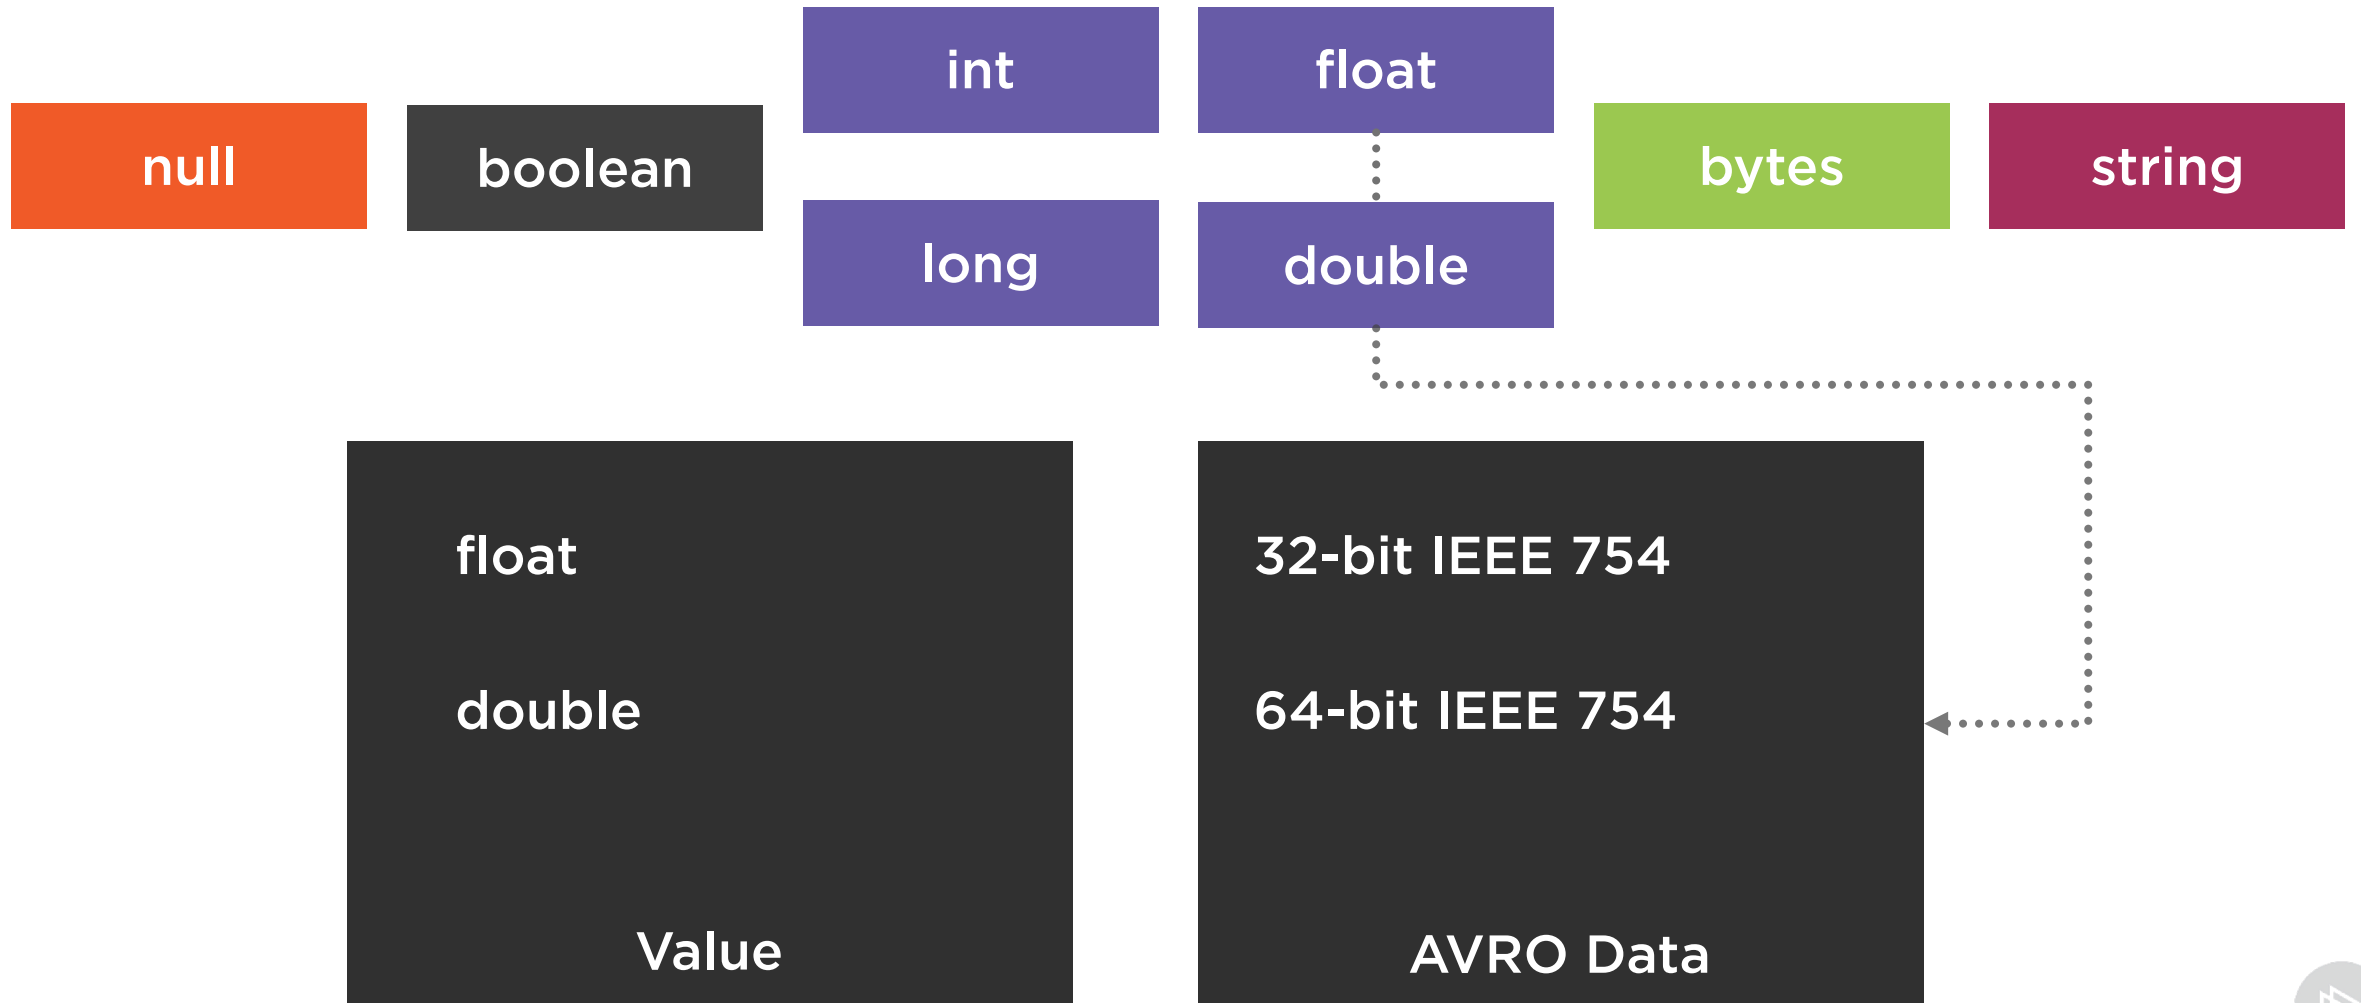 null
boolean
int
float
long
double
bytes
string
float
double
Value
32-bit IEEE 754
64-bit IEEE 754
AVRO Data